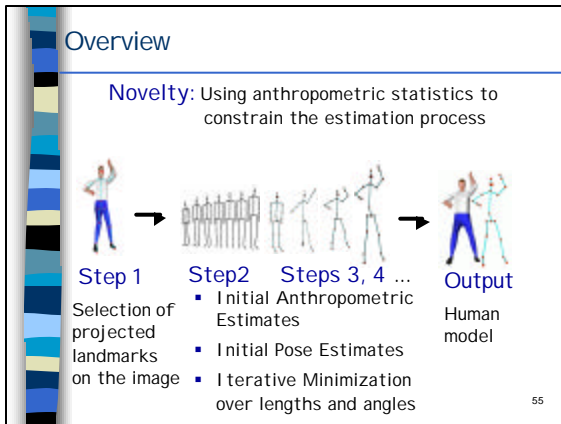 Overview
Novelty: Using anthropometric statistics to
constrain the estimation process
Step 1
Selection of
projected
landmarks
on the image
Step2
Steps 3, 4 ...
▪ Initial Anthropometric
Estimates
▪ Initial Pose Estimates
▪ Iterative Minimization
over lengths and angles
Output
Human
model
55